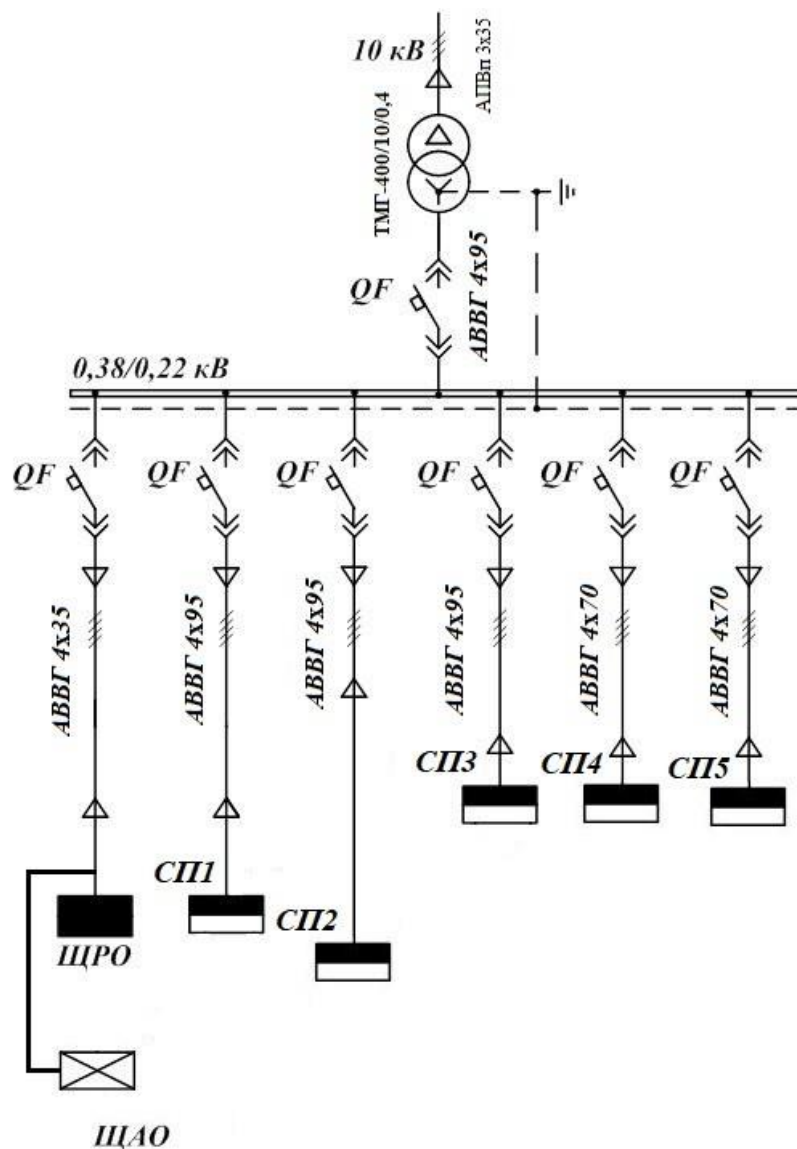 10 кВ
АПВп 3х35
ТМГ-400/10/0,4
QF
АВВГ 4х95
0,38/0,22 кВ
QF
QF
QF
QF
QF
QF
АВВГ 4х35
АВВГ 4х95
АВВГ 4х95
АВВГ 4х95
АВВГ 4х70
АВВГ 4х70
СП3
СП4
СП5
СП1
СП2
ЩРО
ЩАО